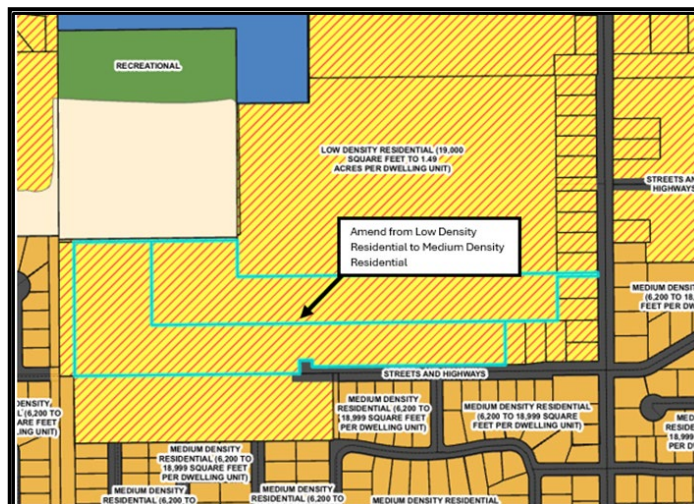 RECREATIONAL
LOW DENSITY RESIDENTIAL (19,000
SQUARE FEET TO 1.49
ACRES PER DWELLING UNIT)
STREETS AN
HIGHWAYS
Amend from Low Density
Residential to Medium Density
Residential
MEDIUM DENSI
(6,200 TO 18,
FEET PER DW
STREETS AND HIGHWAYS
DENSITY
L (6,200 TO
ARE FEET
LING UNIT)
MEDIUM DENSITY
RESIDENTIAL (6,200 TO
18,999 SQUARE FEET
PER DWELLING UNIT)
MEDIUM DENSITY RESIDENTIAL
(6,200 TO 18,999 SQUARE FEET
PER DWELLING UNIT)
MED
RESIDE
18,999
PER D
MEDIUM DENSITY
RESIDENTIAL (6,200 TO
18,999 SQUARE FEET
PER DWELLING UNIT)
MEDIUM DENSITY
RESIDENTIAL (6,200 TO
MEDIUM DENSITY
RESIDENTIAL (6,200 TO
MEDIUM DENSITY RESIDENTIAL